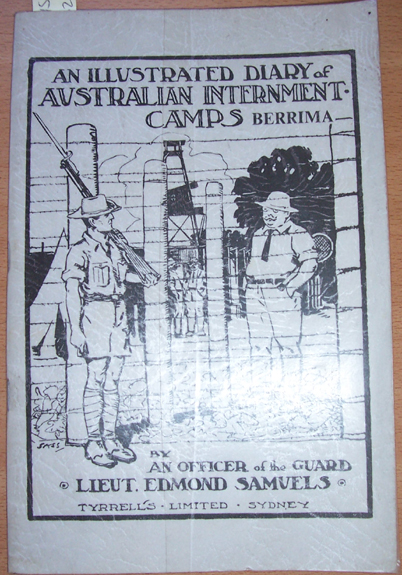 AN ILLUSTRATED DIARY of
AUSTRALIAN INTERNMENT·
CAMPS BERRIMA
BY
AN OFFICER of the GUARD
LIEUT. EDMOND SAMUELS
TYRRELL'S · LIMITED · SYDNEY